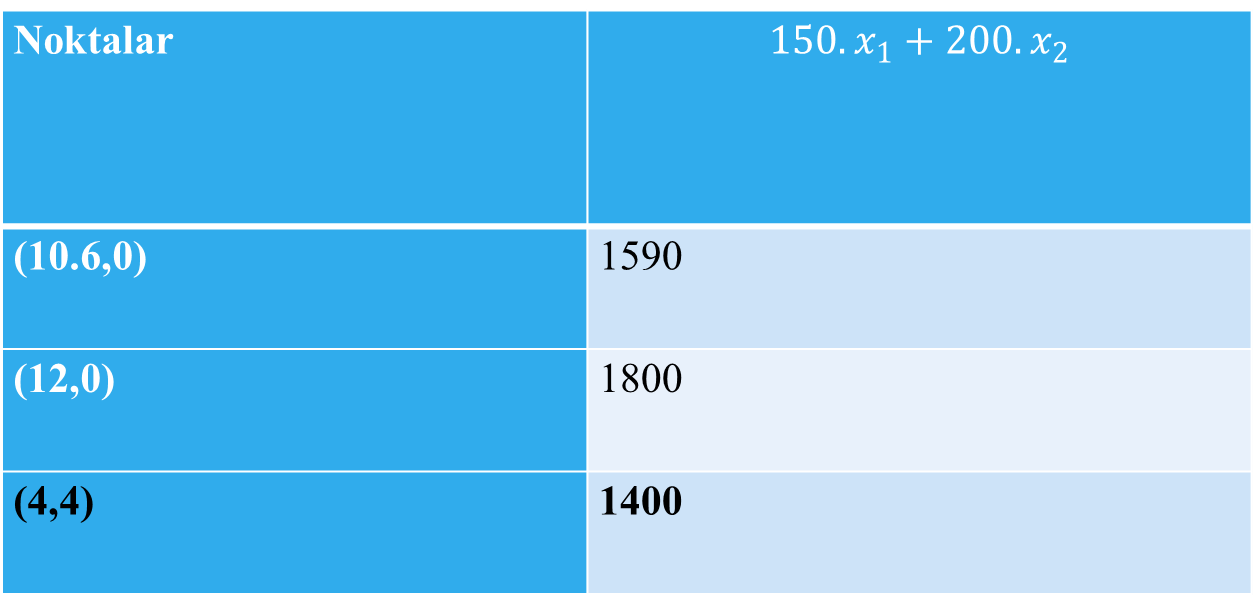 Noktalar 150. x₁ + 200. x₂
(10.6,0) 1590
(12,0) 1800
(4,4) 1400